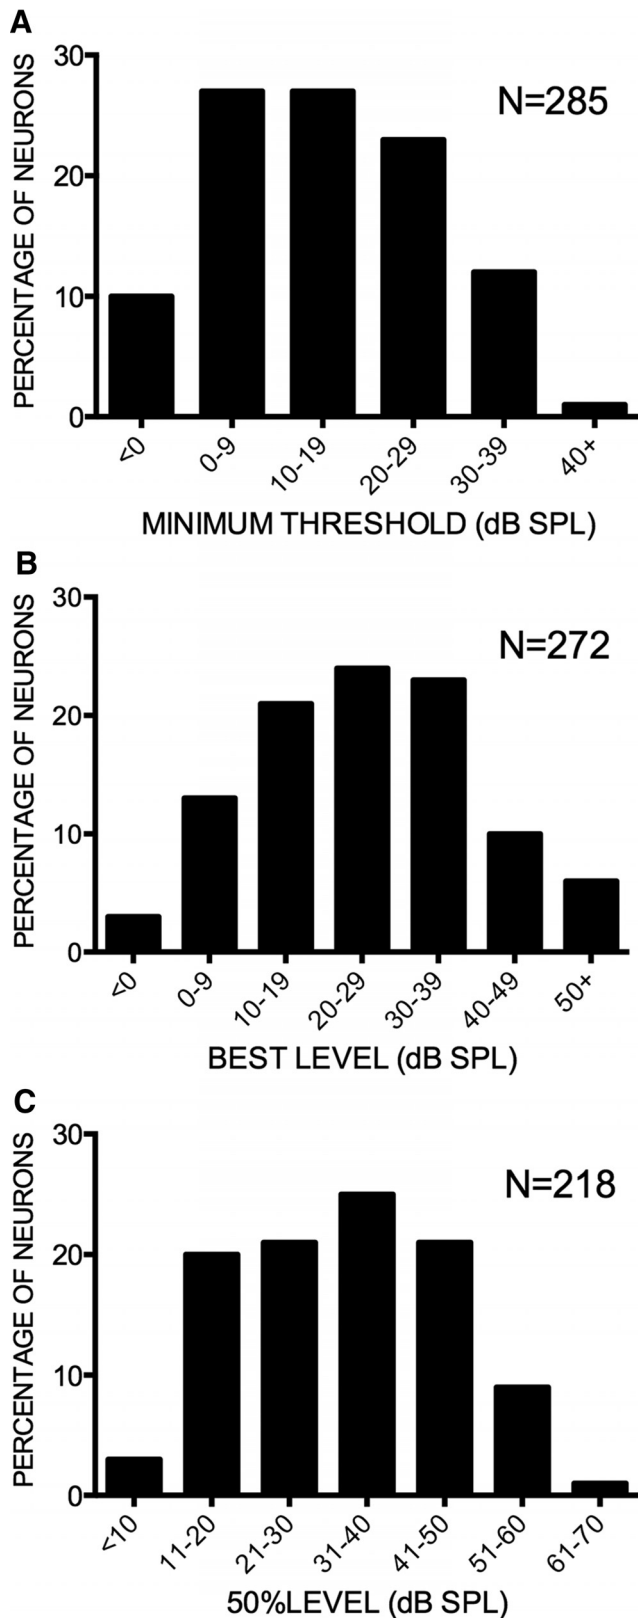 A
PERCENTAGE OF NEURONS
30
20
10
0
N=285
<0
0-9
10-19
20-29
30-39
40+
MINIMUM THRESHOLD (dB SPL)
B
PERCENTAGE OF NEURONS
30
20
10
0
N=272
<0
0-9
10-19
20-29
30-39
40-49
50+
BEST LEVEL (dB SPL)
C
PERCENTAGE OF NEURONS
30
20
10
0
N=218
<10
11-20
21-30
31-40
41-50
51-60
61-70
50%LEVEL (dB SPL)